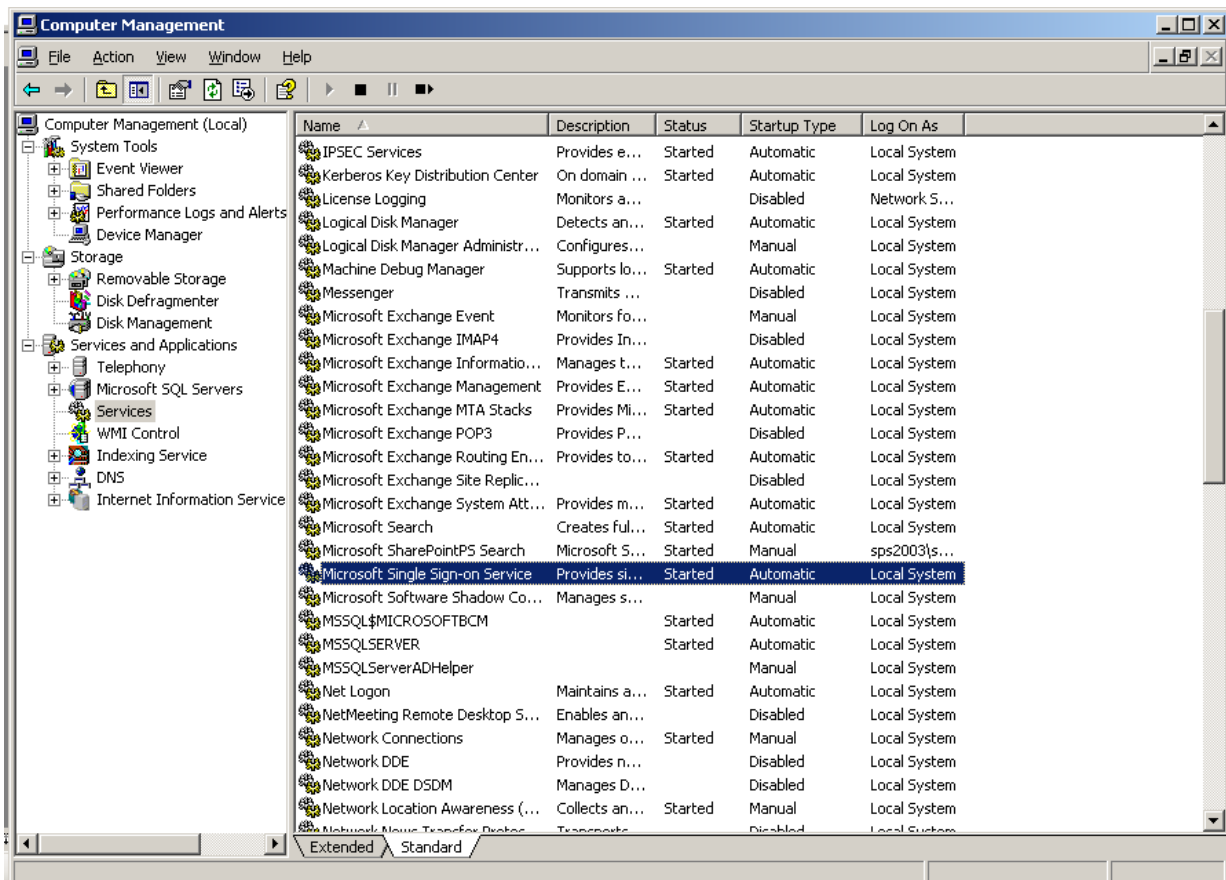 Computer Management
File Action View Window Help
Computer Management (Local)
System Tools
Event Viewer
Shared Folders
Performance Logs and Alerts
Device Manager
Storage
Removable Storage
Disk Defragmenter
Disk Management
Services and Applications
Telephony
Microsoft SQL Servers
Services
WMI Control
Indexing Service
DNS
Internet Information Service
Name Description Status Startup Type Log On As
IPSEC Services Provides e... Started Automatic Local System
Kerberos Key Distribution Center On domain ... Started Automatic Local System
License Logging Monitors a... Disabled Network S...
Logical Disk Manager Detects an... Started Automatic Local System
Logical Disk Manager Administr... Configures... Manual Local System
Machine Debug Manager Supports lo... Started Automatic Local System
Messenger Transmits ... Disabled Local System
Microsoft Exchange Event Monitors fo... Manual Local System
Microsoft Exchange IMAP4 Provides In... Disabled Local System
Microsoft Exchange Informatio... Manages t... Started Automatic Local System
Microsoft Exchange Management Provides E... Started Automatic Local System
Microsoft Exchange MTA Stacks Provides Mi... Started Automatic Local System
Microsoft Exchange POP3 Provides P... Disabled Local System
Microsoft Exchange Routing En... Provides to... Started Automatic Local System
Microsoft Exchange Site Replic... Disabled Local System
Microsoft Exchange System Att... Provides m... Started Automatic Local System
Microsoft Search Creates ful... Started Automatic Local System
Microsoft SharePointPS Search Microsoft S... Started Manual sps2003\s...
Microsoft Single Sign-on Service Provides si... Started Automatic Local System
Microsoft Software Shadow Co... Manages s... Manual Local System
MSSQL$MICROSOFTBCM Started Automatic Local System
MSSQLSERVER Started Automatic Local System
MSSQLServerADHelper Manual Local System
Net Logon Maintains a... Started Automatic Local System
NetMeeting Remote Desktop S... Enables an... Disabled Local System
Network Connections Manages o... Started Manual Local System
Network DDE Provides n... Disabled Local System
Network DDE DSDM Manages D... Disabled Local System
Network Location Awareness (... Collects an... Started Manual Local System
Network News Transfer Protoc... Transports Disabled Local System
Extended Standard